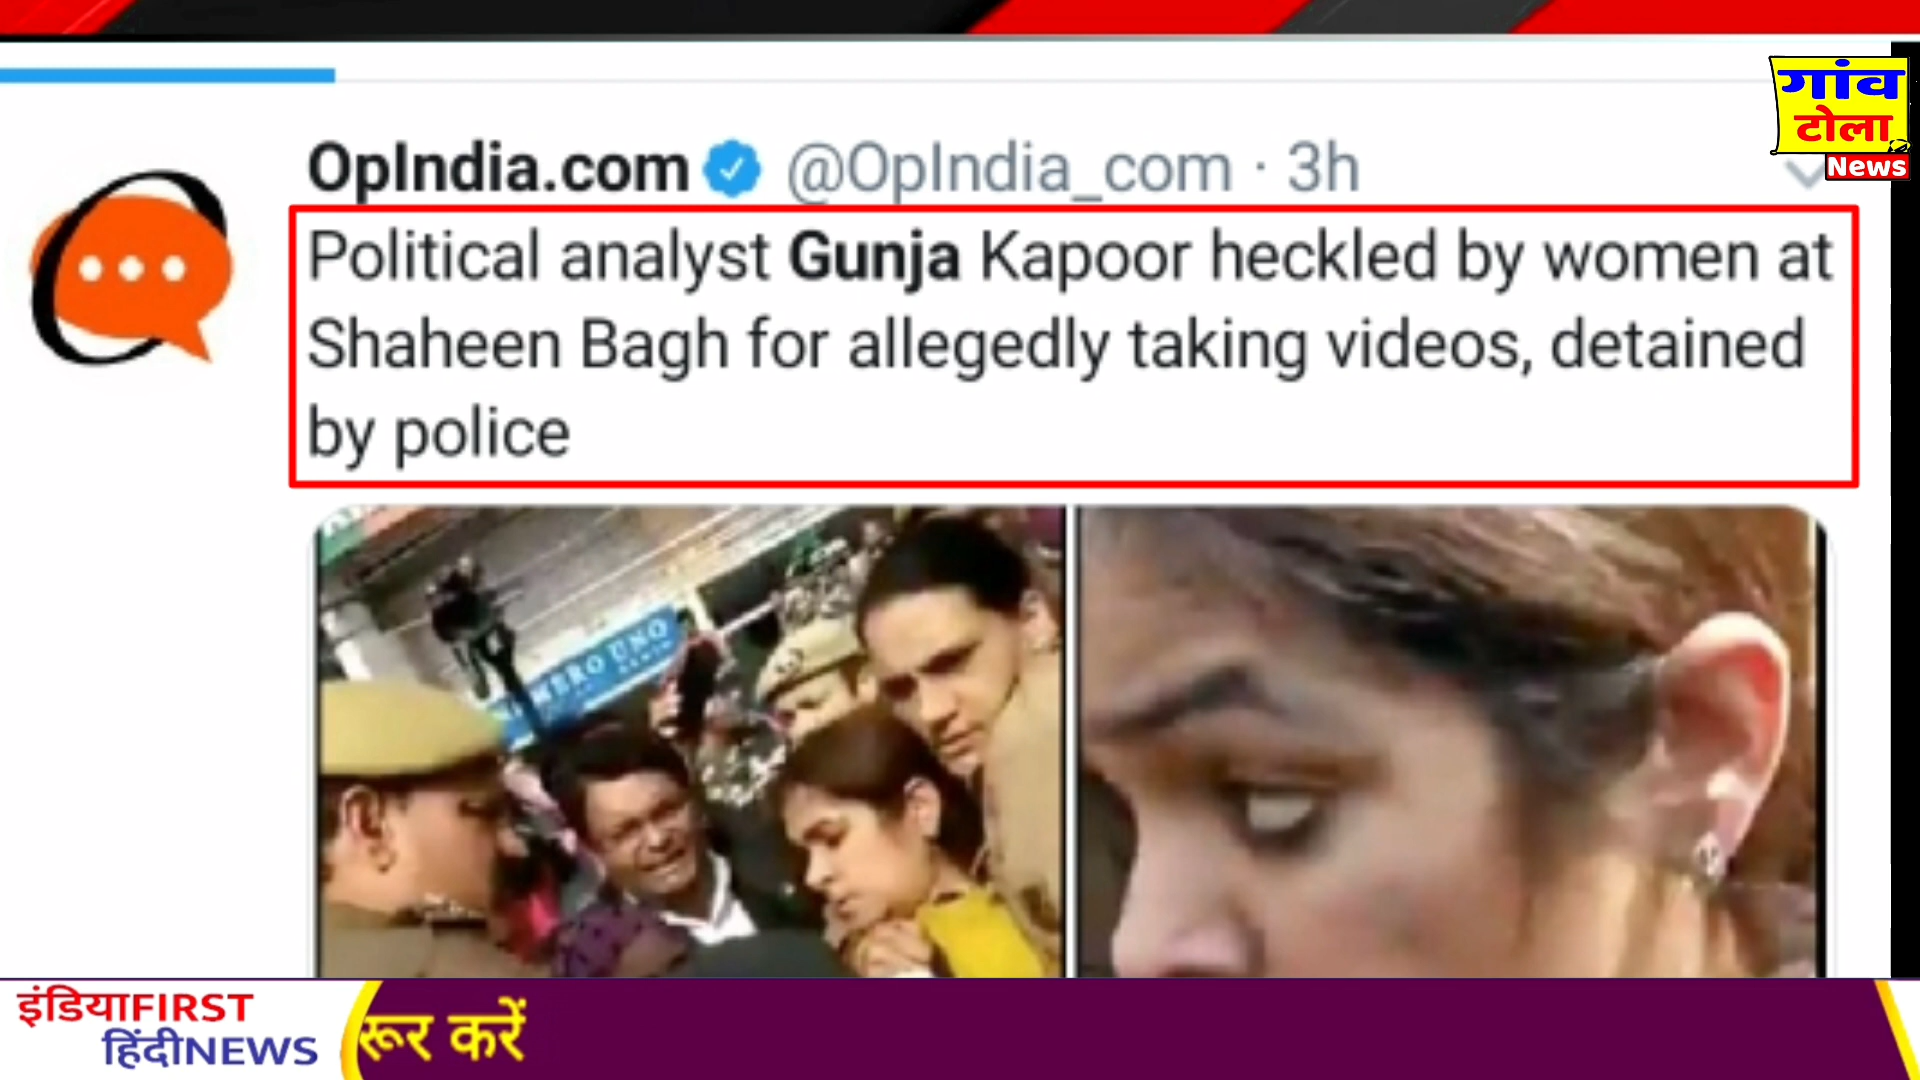 गांव
टोला
News
OpIndia.com @OpIndia_com · 3h
Political analyst Gunja Kapoor heckled by women at
Shaheen Bagh for allegedly taking videos, detained
by police
इंडियाFIRST
हिंदीNEWS
रूर करें